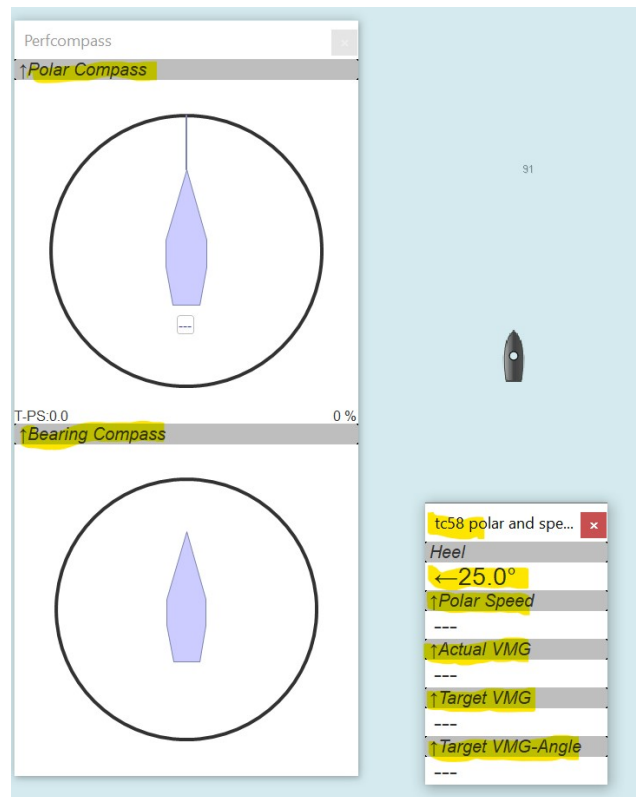 Perfcompass ×
↑Polar Compass
---
T-PS:0.0 0 %
↑Bearing Compass
91
tc58 polar and spe... ×
Heel
←25.0°
↑Polar Speed
---
↑Actual VMG
---
↑Target VMG
---
↑Target VMG-Angle
---